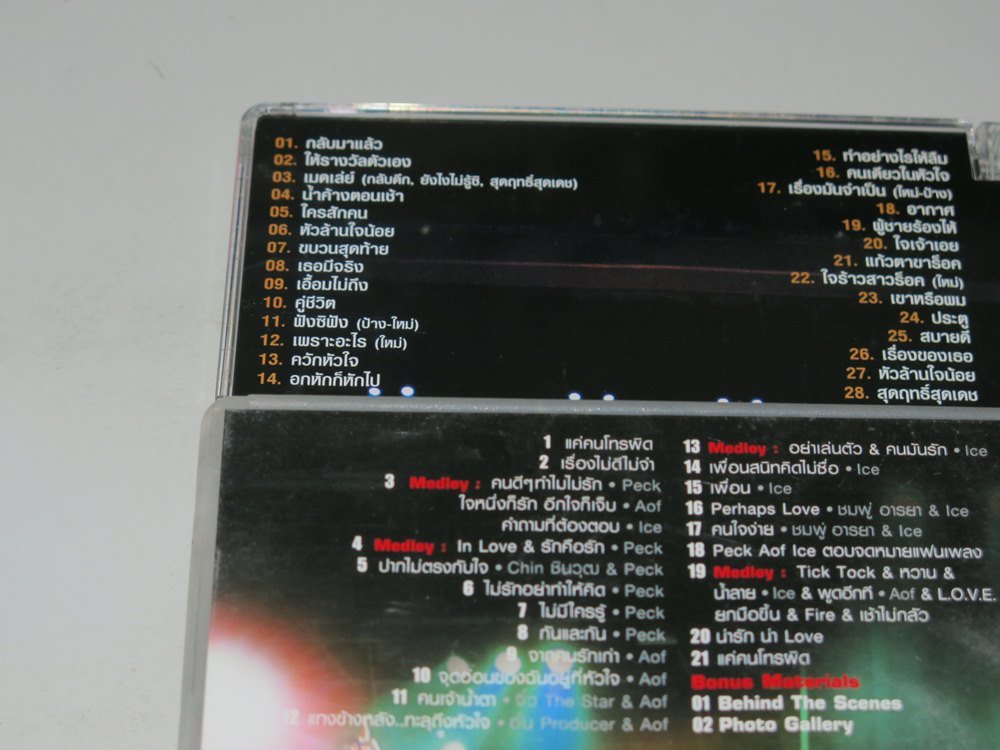 01. กลับมาแล้ว
02. ให้รางวัลตัวเอง
03. เมดเล่ย์ (กลับดึก, ยังไงไม่รู้ซิ, สุดฤทธิ์สุดเดช)
04. น้ำค้างตอนเช้า
05. ใครสักคน
06. หัวล้านใจน้อย
07. ขบวนสุดท้าย
08. เธอมีจริง
09. เอื้อมไม่ถึง
10. คู่ชีวิต
11. ฟังซิฟัง (ป้าง-ใหม่)
12. เพราะอะไร (ใหม่)
13. ควักหัวใจ
14. อกหักก็หักไป
15. ทำอย่างไรให้ลืม
16. คนเดียวในหัวใจ
17. เรื่องมันจำเป็น (ใหม่-ป้าง)
18. อากาศ
19. ผู้ชายร้องไห้
20. ใจเจ้าเอย
21. แก้วตาขาร็อค
22. ใจร้าวสาวร็อค (ใหม่)
23. เขาหรือผม
24. ประตู
25. สบายดี
26. เรื่องของเธอ
27. หัวล้านใจน้อย
28. สุดฤทธิ์สุดเดช
1 แค่คนโทรผิด
2 เรื่องไม่ดีไม่จำ
3 Medley : คนดีๆทำไมไม่รัก • Peck
ใจหนึ่งก็รัก อีกใจก็เจ็บ • Aof
คำถามที่ต้องตอบ • Ice
4 Medley : In Love & รักคือรัก • Peck
5 ปากไม่ตรงกับใจ • Chin ชินวุฒ & Peck
6 ไม่รักอย่าทำให้คิด • Peck
7 ไม่มีใครรู้ • Peck
8 กันและกัน • Peck
9 จากคนรักเก่า • Aof
10 จุดอ่อนของฉันอยู่ที่หัวใจ • Aof
11 คนเจ้าน้ำตา • บิว The Star & Aof
12 แทงข้างหลัง..ทะลุถึงหัวใจ • Producer & Aof
13 Medley : อย่าเล่นตัว & คนมันรัก • Ice
14 เพื่อนสนิทคิดไม่ซื่อ • Ice
15 เพื่อน • Ice
16 Perhaps Love • ชมพู่ อารยา & Ice
17 คนใจง่าย • ชมพู่ อารยา & Ice
18 Peck Aof Ice ตอบจดหมายแฟนเพลง
19 Medley : Tick Tock & หวาน &
น้ำลาย • Ice & พูดอีกที • Aof & L.O.V.E.
ยกมือขึ้น & Fire & เช้าไม่กลัว
20 น่ารัก น่า Love
21 แค่คนโทรผิด
Bonus Materials
01 Behind The Scenes
02 Photo Gallery